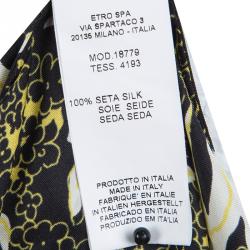 ETRO SPA
VIA SPARTACO 3
20135 MILANO - ITALIA
MOD.18779
TESS. 4193
100% SETA SILK
SOIE SEIDE
SEDA SEDA
PRODOTTO IN ITALIA
MADE IN ITALY
FABRIQUE' EN ITALIE
IN ITALIEN HERGESTELLT
FABRICADO EN ITALIA
PRODUZIDO EM ITALIA